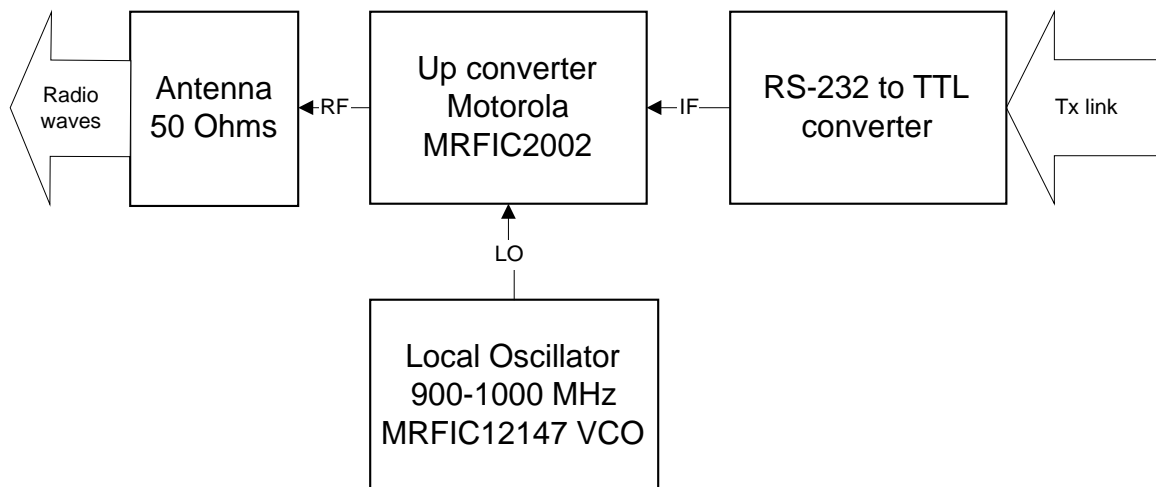 Radio
waves
Antenna
50 Ohms
RF
Up converter
Motorola
MRFIC2002
IF
RS-232 to TTL
converter
Tx link
LO
Local Oscillator
900-1000 MHz
MRFIC12147 VCO